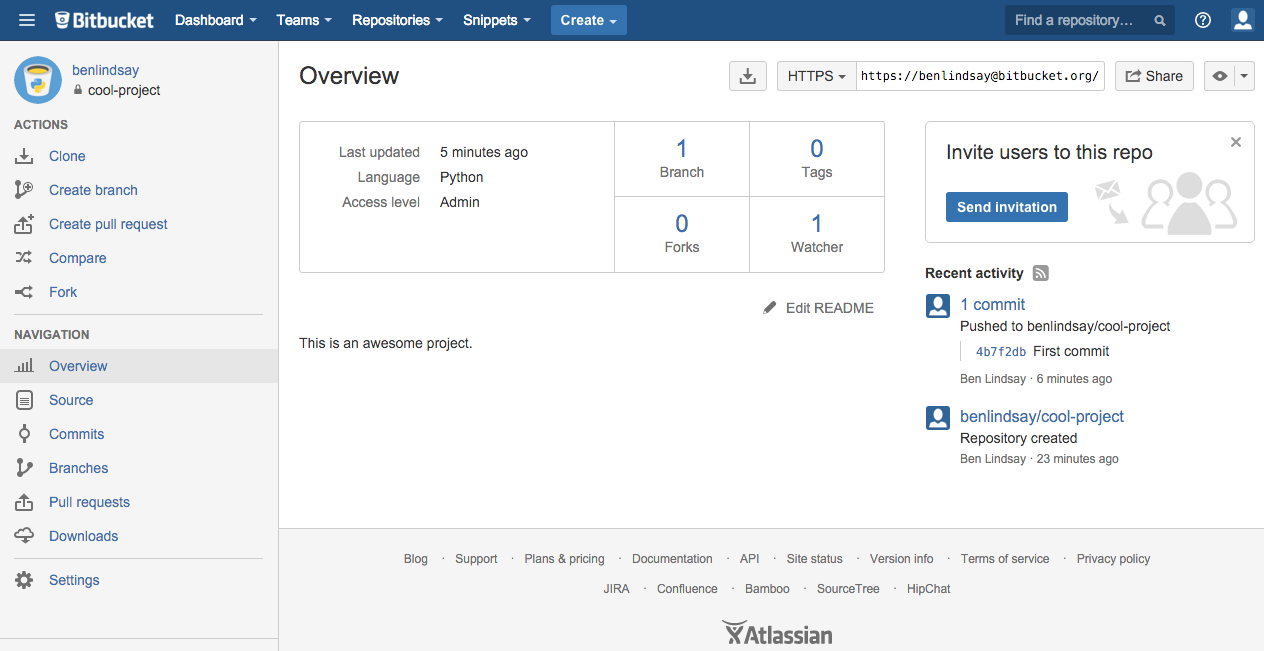 Bitbucket Dashboard Teams Repositories Snippets Create Find a repository…
benlindsay
cool-project
ACTIONS
Clone
Create branch
Create pull request
Compare
Fork
NAVIGATION
Overview
Source
Commits
Branches
Pull requests
Downloads
Settings
Overview
HTTPS https://benlindsay@bitbucket.org/ Share
Last updated 5 minutes ago
Language Python
Access level Admin
1
Branch
0
Tags
0
Forks
1
Watcher
Edit README
This is an awesome project.
Invite users to this repo
Send invitation
Recent activity
1 commit
Pushed to benlindsay/cool-project
4b7f2db First commit
Ben Lindsay · 6 minutes ago
benlindsay/cool-project
Repository created
Ben Lindsay · 23 minutes ago
Blog · Support · Plans & pricing · Documentation · API · Site status · Version info · Terms of service · Privacy policy
JIRA · Confluence · Bamboo · SourceTree · HipChat
Atlassian